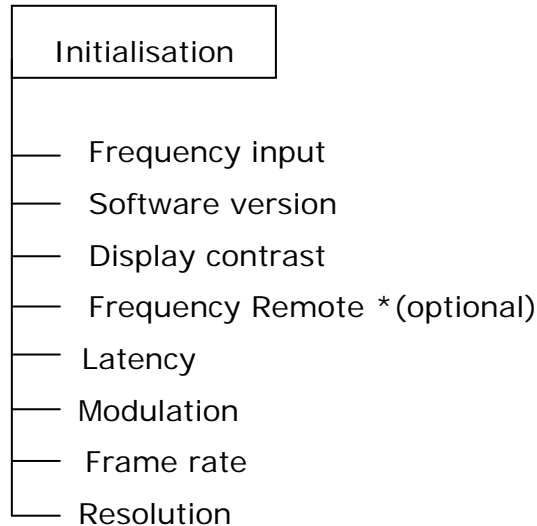 Initialisation
Frequency input
Software version
Display contrast
Frequency Remote *(optional)
Latency
Modulation
Frame rate
Resolution